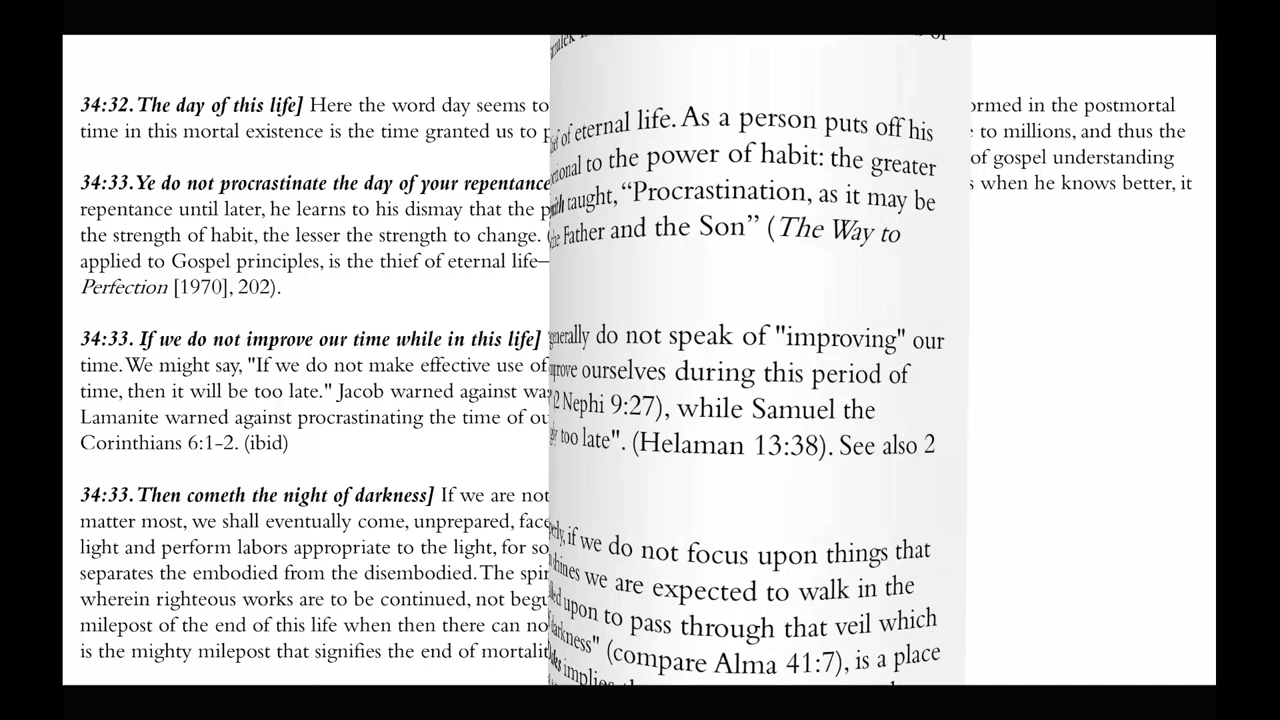 34:32. The day of this life] Here the word day seems to
time in this mortal existence is the time granted us to
34:33. Ye do not procrastinate the day of your repentance
repentance until later, he learns to his dismay that the
the strength of habit, the lesser the strength to change.
applied to Gospel principles, is the thief of eternal life—
Perfection [1970], 202).
34:33. If we do not improve our time while in this life]
time. We might say, "If we do not make effective use of
time, then it will be too late." Jacob warned against
Lamanite warned against procrastinating the time of
Corinthians 6:1-2. (ibid)
34:33. Then cometh the night of darkness] If we are not
matter most, we shall eventually come, unprepared,
light and perform labors appropriate to the light, for
separates the embodied from the disembodied. The
wherein righteous works are to be continued, not
milepost of the end of this life when then there can
is the mighty milepost that signifies the end of
of eternal life. As a person puts off his
to the power of habit: the greater
taught, “Procrastination, as it may be
Father and the Son” (The Way to
do not speak of "improving" our
ourselves during this period of
Nephi 9:27), while Samuel the
too late". (Helaman 13:38). See also 2
if we do not focus upon things that
we are expected to walk in the
upon to pass through that veil which
(compare Alma 41:7), is a place
in the postmortal
to millions, and thus the
of gospel understanding
when he knows better, it